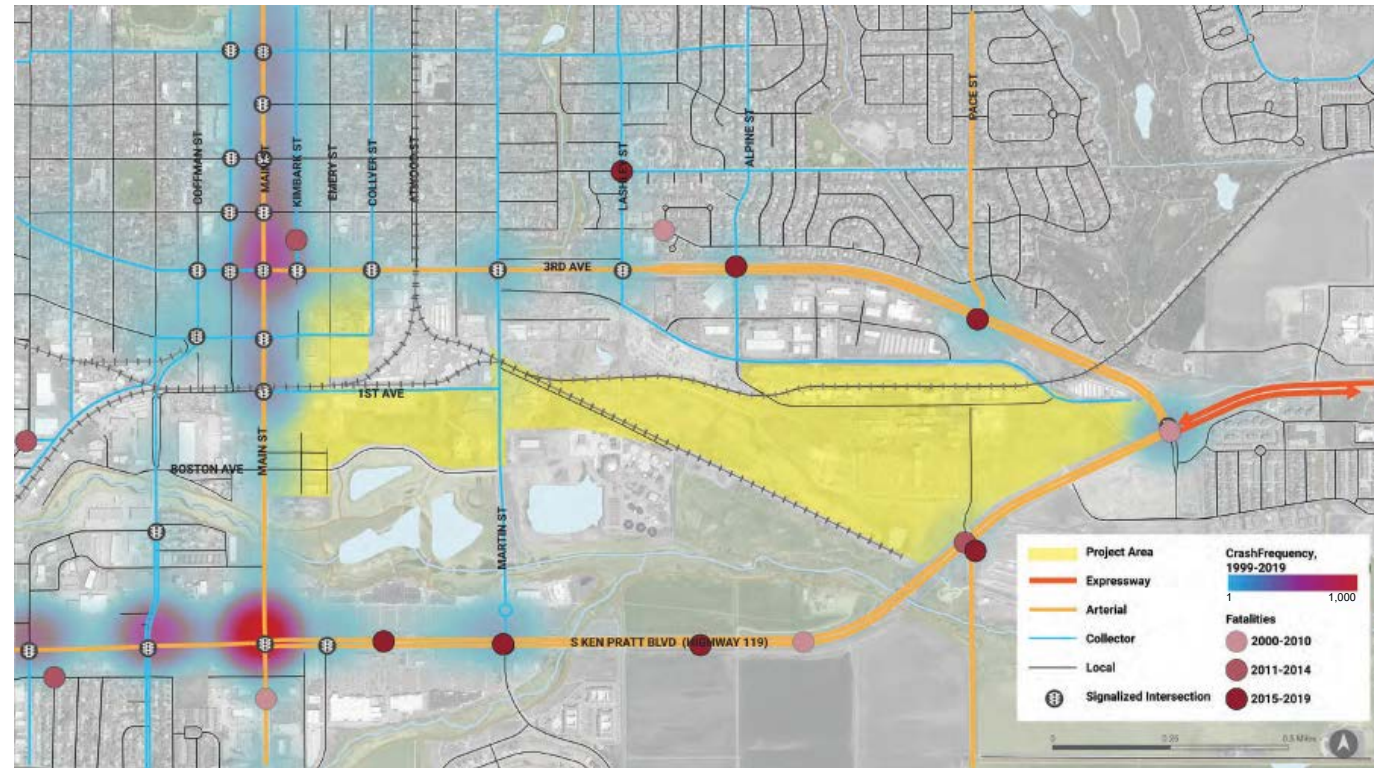 COFFMAN ST
MAIN ST
KIMBARK ST
EMERY ST
COLLYER ST
ATWOOD ST
LASHLEY ST
ALPINE ST
PACE ST
3RD AVE
1ST AVE
MAIN ST
BOSTON AVE
MARTIN ST
S KEN PRATT BLVD (HIGHWAY 119)
Project Area
Expressway
Arterial
Collector
Local
Signalized Intersection
CrashFrequency,
1999-2019
1 1,000
Fatalities
2000-2010
2011-2014
2015-2019
0 0.25 0.5 Miles